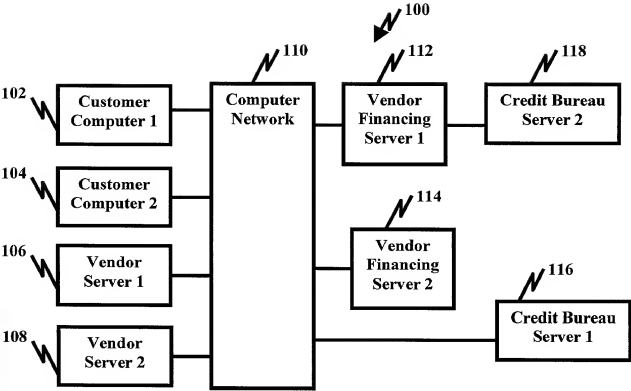 100
110
112
118
102
Customer
Computer 1
Computer
Network
Vendor
Financing
Server 1
Credit Bureau
Server 2
104
Customer
Computer 2
114
106
Vendor
Server 1
Vendor
Financing
Server 2
116
108
Vendor
Server 2
Credit Bureau
Server 1